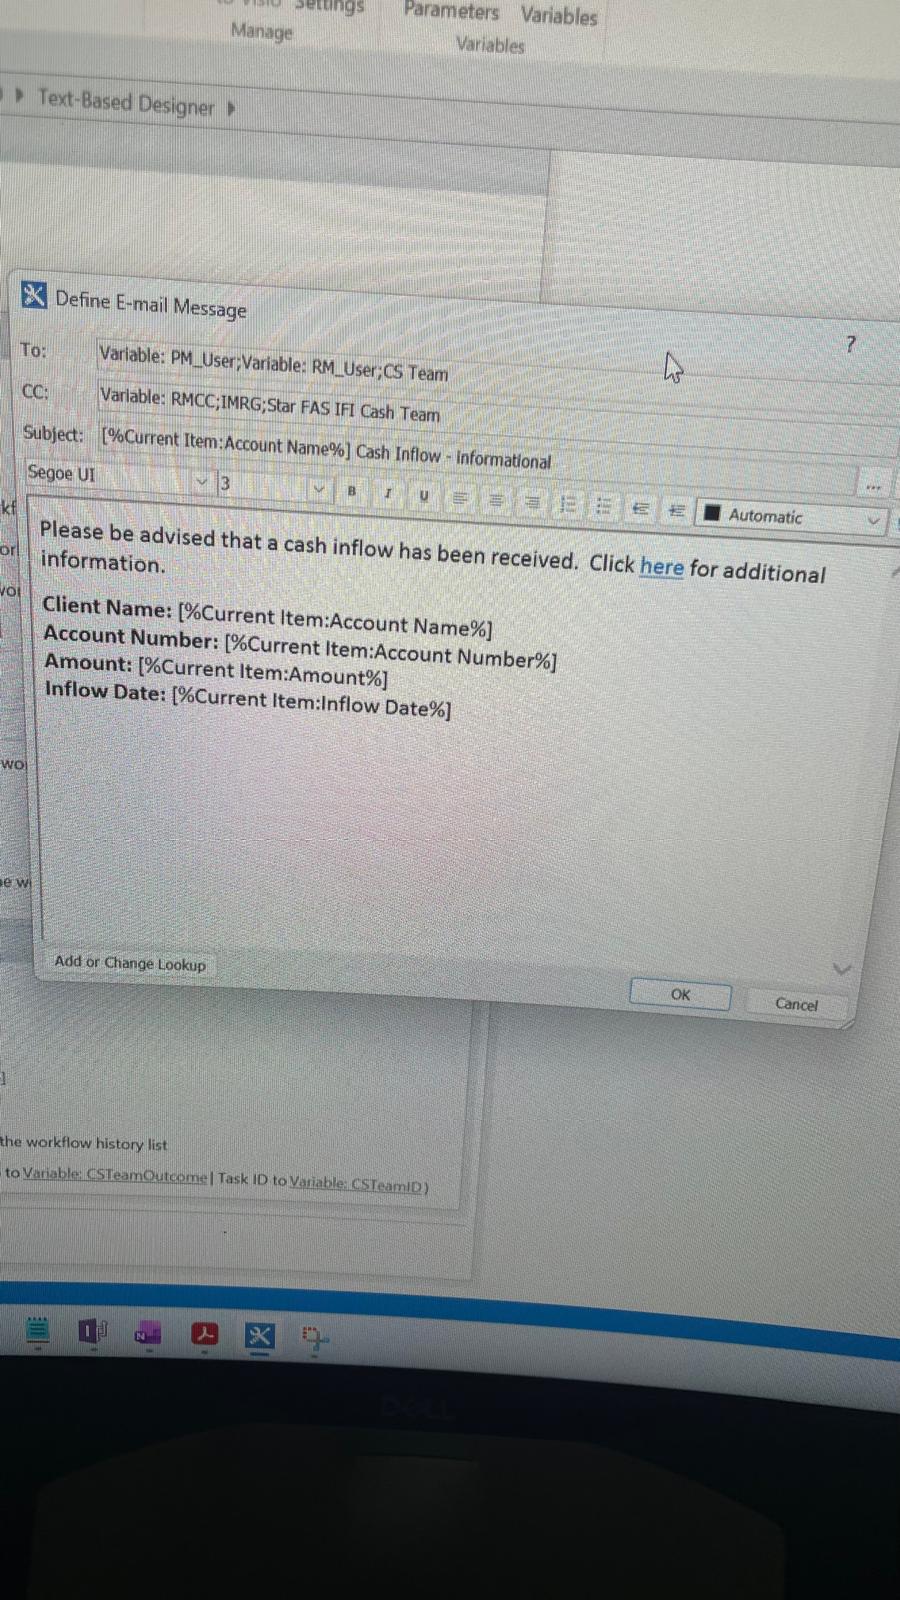 Settings
Parameters Variables
Manage
Variables
Text-Based Designer
Define E-mail Message
?
To: Variable: PM_User;Variable: RM_User;CS Team
CC: Variable: RMCC;IMRG;Star FAS IFI Cash Team
Subject: [%Current Item:Account Name%] Cash Inflow - Informational
...
Segoe UI 3 B I U Automatic
Please be advised that a cash inflow has been received. Click here for additional
information.
Client Name: [%Current Item:Account Name%]
Account Number: [%Current Item:Account Number%]
Amount: [%Current Item:Amount%]
Inflow Date: [%Current Item:Inflow Date%]
Add or Change Lookup
OK Cancel
the workflow history list
to Variable: CSTeamOutcome | Task ID to Variable: CSTeamID)
DELL